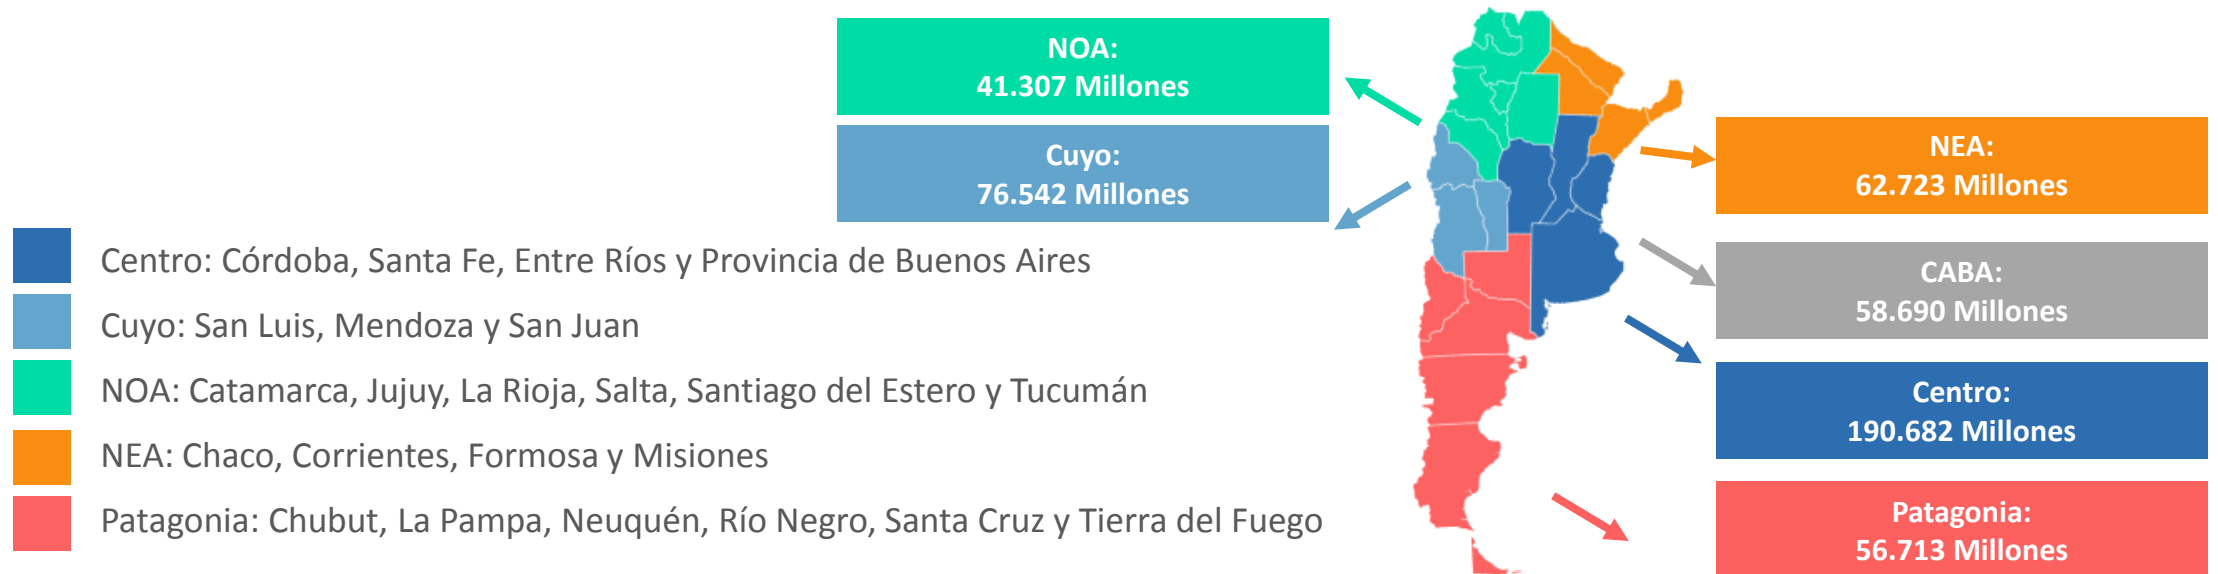 NOA:
41.307 Millones
Cuyo:
76.542 Millones
NEA:
62.723 Millones
CABA:
58.690 Millones
Centro:
190.682 Millones
Patagonia:
56.713 Millones
Centro: Córdoba, Santa Fe, Entre Ríos y Provincia de Buenos Aires
Cuyo: San Luis, Mendoza y San Juan
NOA: Catamarca, Jujuy, La Rioja, Salta, Santiago del Estero y Tucumán
NEA: Chaco, Corrientes, Formosa y Misiones
Patagonia: Chubut, La Pampa, Neuquén, Río Negro, Santa Cruz y Tierra del Fuego